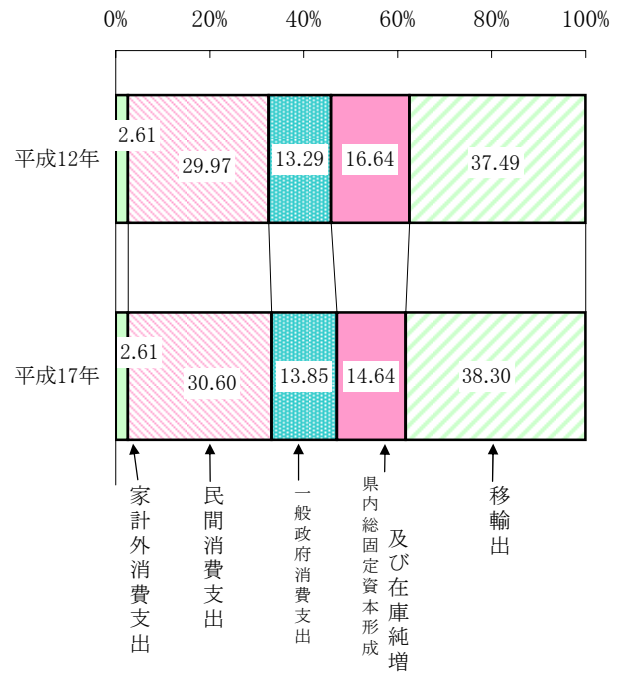 0%
20%
40%
60%
80%
100%
平成12年
2.61
29.97
13.29
16.64
37.49
平成17年
2.61
30.60
13.85
14.64
38.30
家計外消費支出
民間消費支出
一般政府消費支出
県内総固定資本形成
及び在庫純増
移輸出